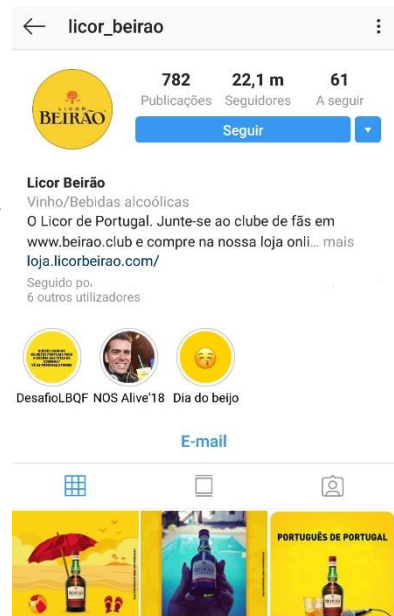 licor_beirao
782 22,1 m 61
Publicações Seguidores A seguir
LICOR
BEIRÃO
Seguir
Licor Beirão
Vinho/Bebidas alcoólicas
O Licor de Portugal. Junte-se ao clube de fãs em
www.beirao.club e compre na nossa loja onli... mais
loja.licorbeirao.com/
Seguido po
6 outros utilizadores
DesafioLBQF NOS Alive'18 Dia do beijo
E-mail
PORTUGUÊS DE PORTUGAL